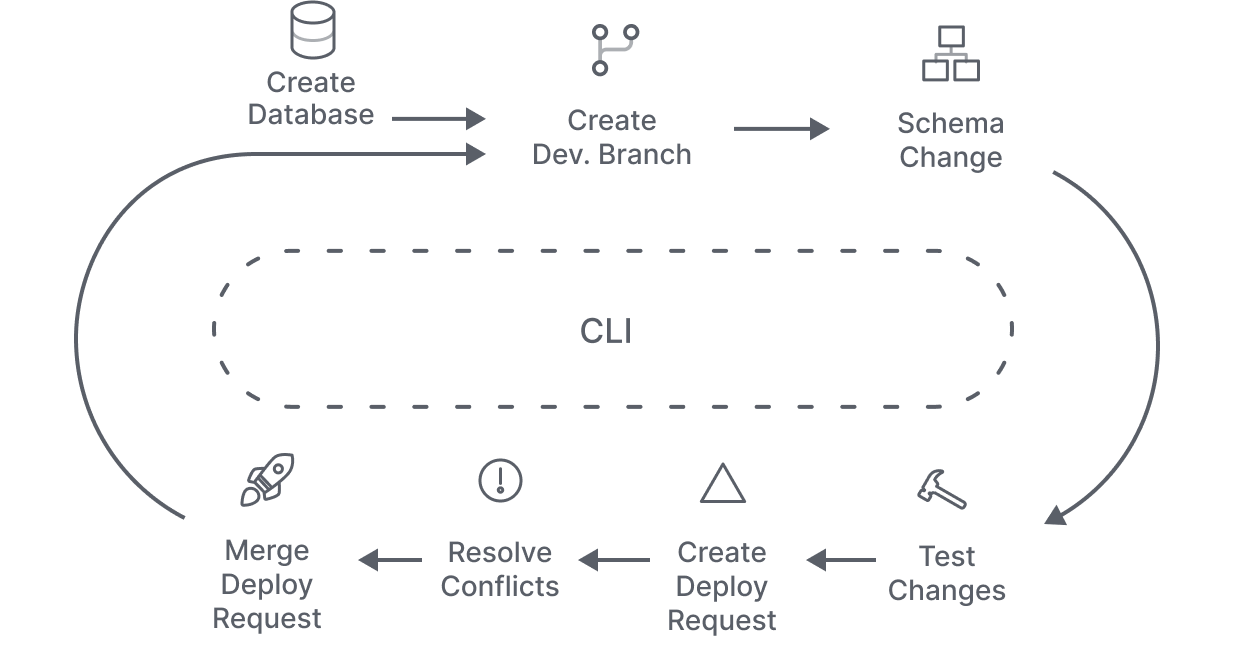 Create
Database
Create
Dev. Branch
Schema
Change
CLI
Merge
Deploy
Request
Resolve
Conflicts
Create
Deploy
Request
Test
Changes